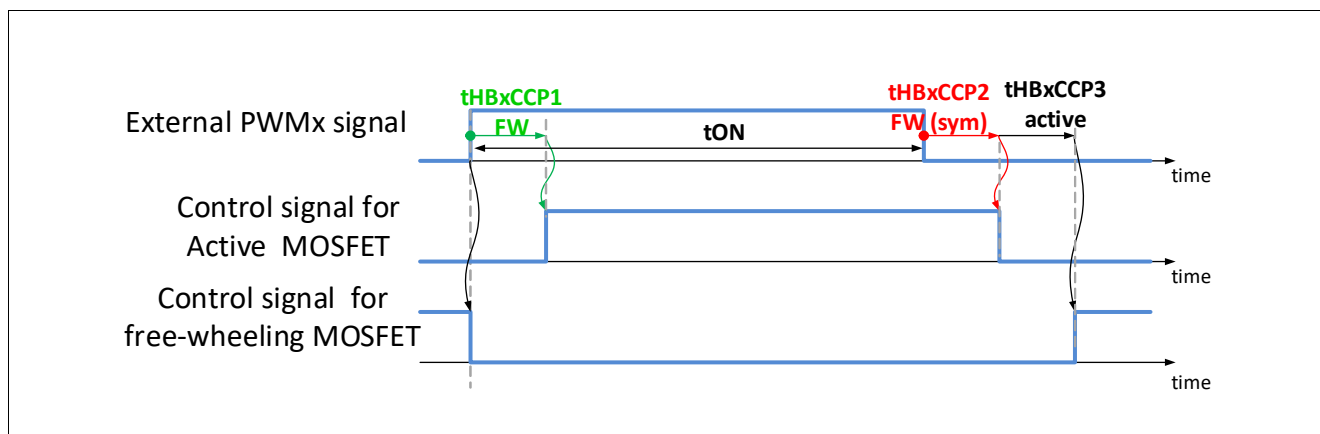 External PWMx signal
tHBxCCP1
FW
tON
tHBxCCP2
FW (sym)
tHBxCCP3
active
time
Control signal for
Active MOSFET
time
Control signal for
free-wheeling MOSFET
time